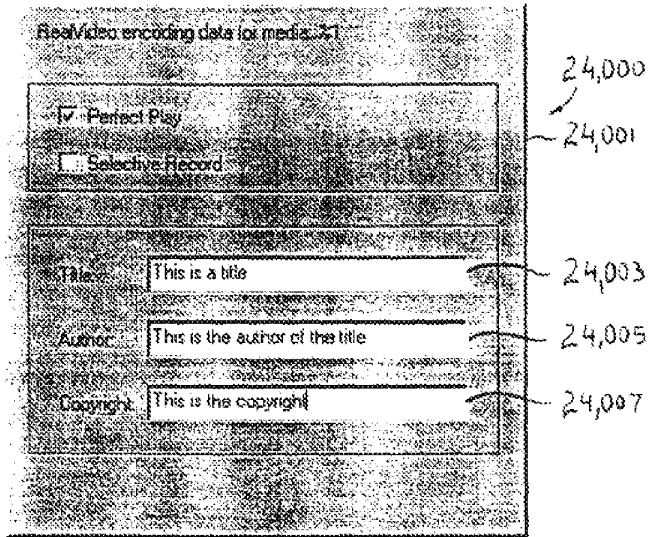 RealVideo encoding data for media: %1
24,000
Perfect Play
24,001
Selective Record
Title: This is a title
24,003
Author: This is the author of the title
24,005
Copyright: This is the copyright
24,007